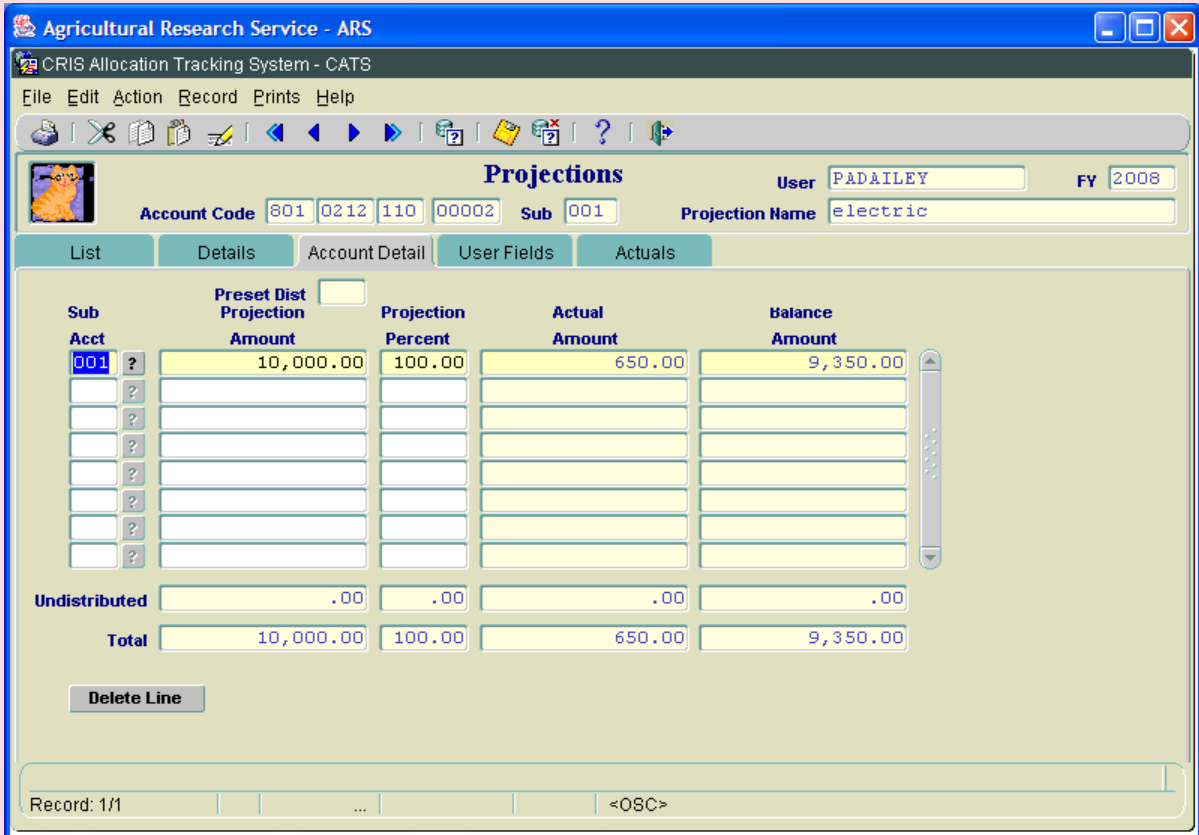 Agricultural Research Service - ARS
CRIS Allocation Tracking System - CATS
File Edit Action Record Prints Help
Projections
User PADAILEY FY 2008
Account Code 801 0212 110 00002 Sub 001 Projection Name electric
List Details Account Detail User Fields Actuals
Preset Dist
Sub Projection Projection Actual Balance
Acct Amount Percent Amount Amount
001 ? 10,000.00 100.00 650.00 9,350.00
?
?
?
?
?
?
?
Undistributed .00 .00 .00 .00
Total 10,000.00 100.00 650.00 9,350.00
Delete Line
Record: 1/1 ... <OSC>